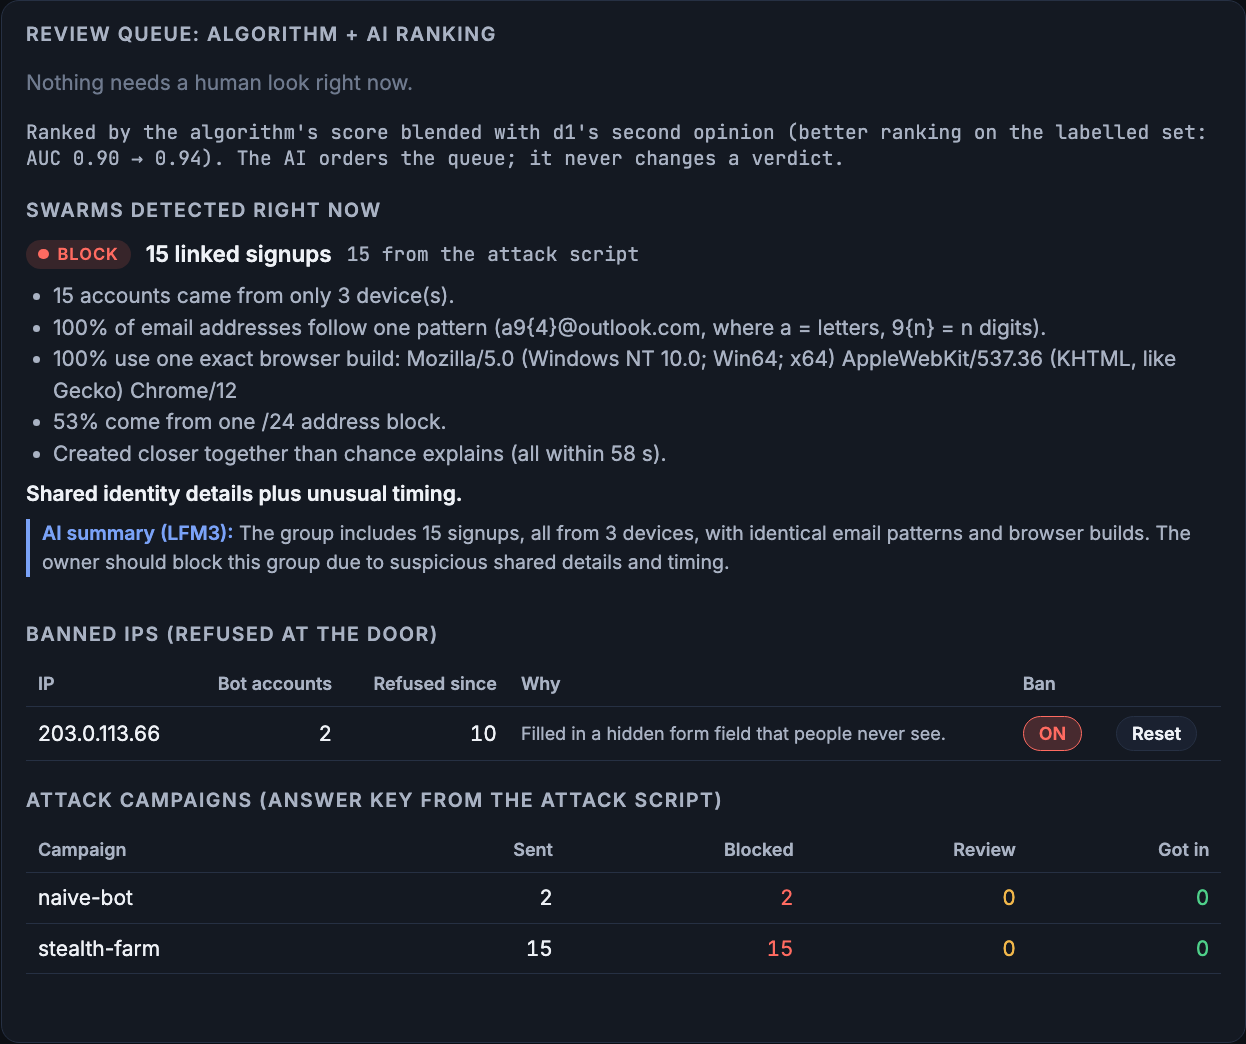 REVIEW QUEUE: ALGORITHM + AI RANKING
Nothing needs a human look right now.
Ranked by the algorithm's score blended with d1's second opinion (better ranking on the labelled set:
AUC 0.90 → 0.94). The AI orders the queue; it never changes a verdict.
SWARMS DETECTED RIGHT NOW
BLOCK 15 linked signups 15 from the attack script
• 15 accounts came from only 3 device(s).
• 100% of email addresses follow one pattern (a9{4}@outlook.com, where a = letters, 9{n} = n digits).
• 100% use one exact browser build: Mozilla/5.0 (Windows NT 10.0; Win64; x64) AppleWebKit/537.36 (KHTML, like
Gecko) Chrome/12
• 53% come from one /24 address block.
• Created closer together than chance explains (all within 58 s).
Shared identity details plus unusual timing.
AI summary (LFM3): The group includes 15 signups, all from 3 devices, with identical email patterns and browser builds. The
owner should block this group due to suspicious shared details and timing.
BANNED IPS (REFUSED AT THE DOOR)
IP Bot accounts Refused since Why Ban
203.0.113.66 2 10 Filled in a hidden form field that people never see. ON Reset
ATTACK CAMPAIGNS (ANSWER KEY FROM THE ATTACK SCRIPT)
Campaign Sent Blocked Review Got in
naive-bot 2 2 0 0
stealth-farm 15 15 0 0